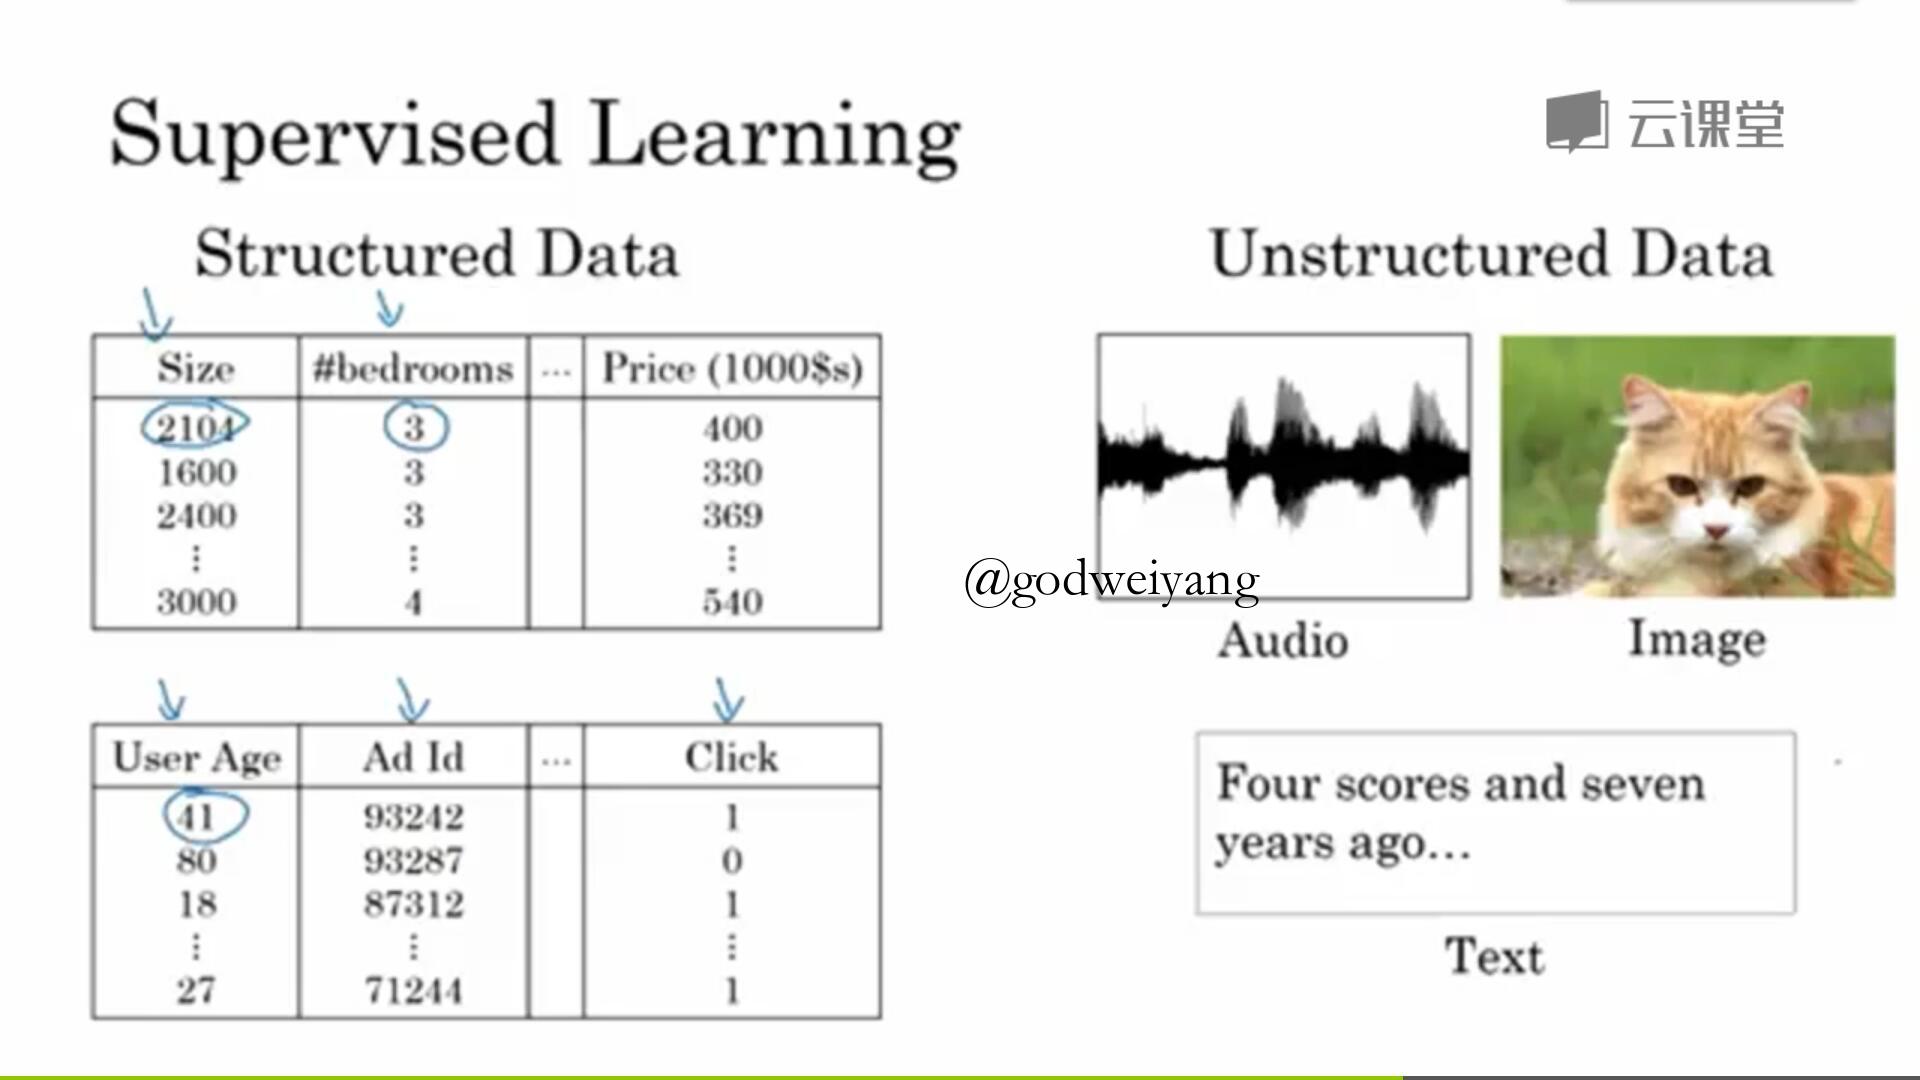 Supervised Learning
云课堂
Structured Data
Size #bedrooms ... Price (1000$s)
2104 3 400
1600 3 330
2400 3 369
⋮ ⋮ ⋮
3000 4 540
User Age Ad Id ... Click
41 93242 1
80 93287 0
18 87312 1
⋮ ⋮ ⋮
27 71244 1
Unstructured Data
@godweiyang
Audio
Image
Four scores and seven
years ago...
Text